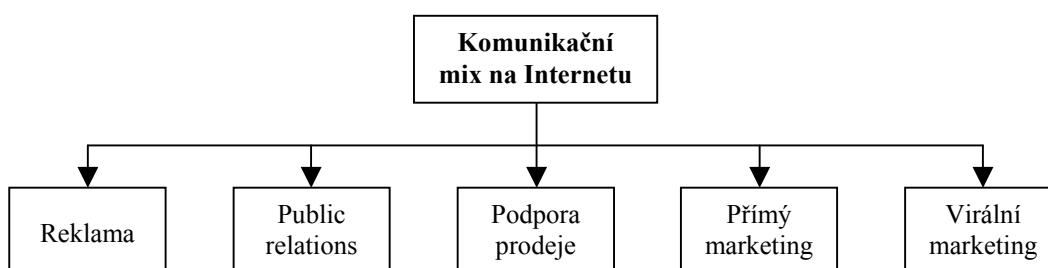 Komunikační
mix na Internetu
Reklama
Public
relations
Podpora
prodeje
Přímý
marketing
Virální
marketing